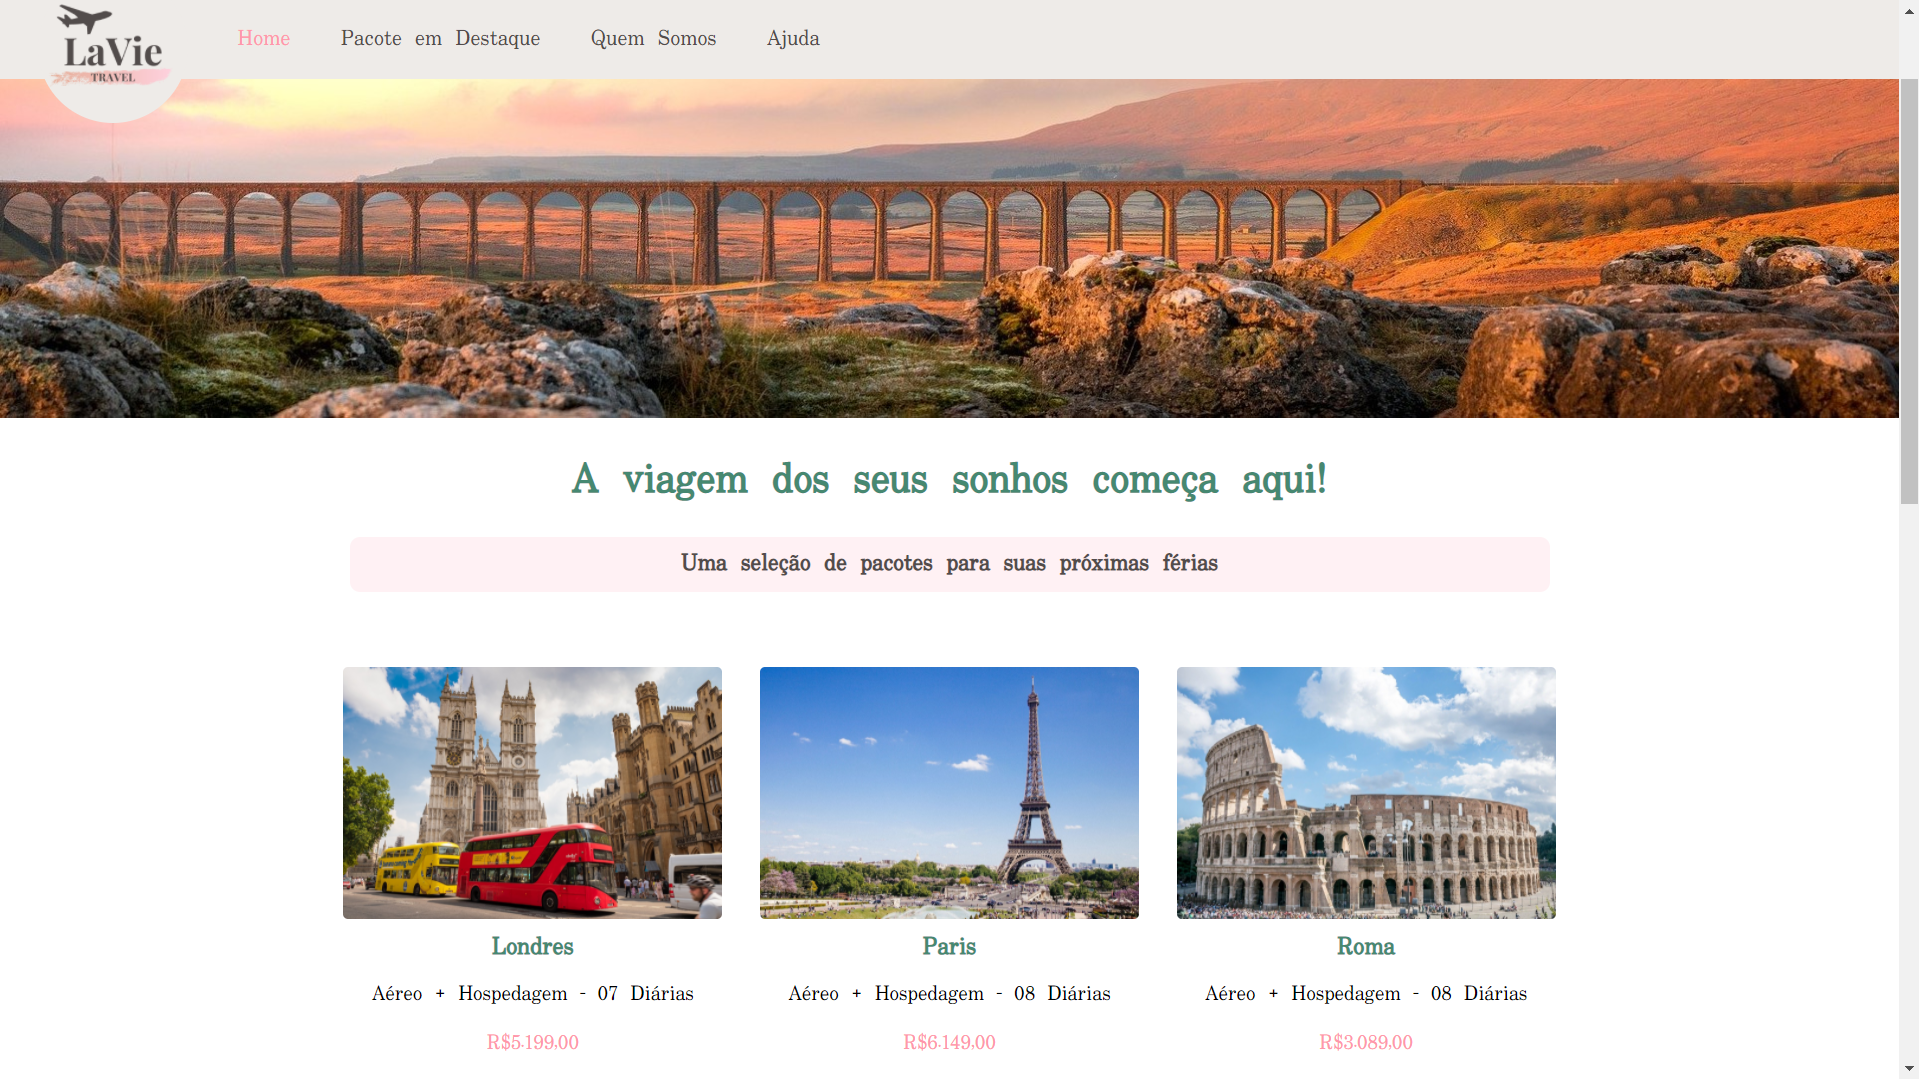 LaVie
TRAVEL
Home Pacote em Destaque Quem Somos Ajuda
A viagem dos seus sonhos começa aqui!
Uma seleção de pacotes para suas próximas férias
Londres
Aéreo + Hospedagem - 07 Diárias
R$5.199,00
Paris
Aéreo + Hospedagem - 08 Diárias
R$6.149,00
Roma
Aéreo + Hospedagem - 08 Diárias
R$3.089,00